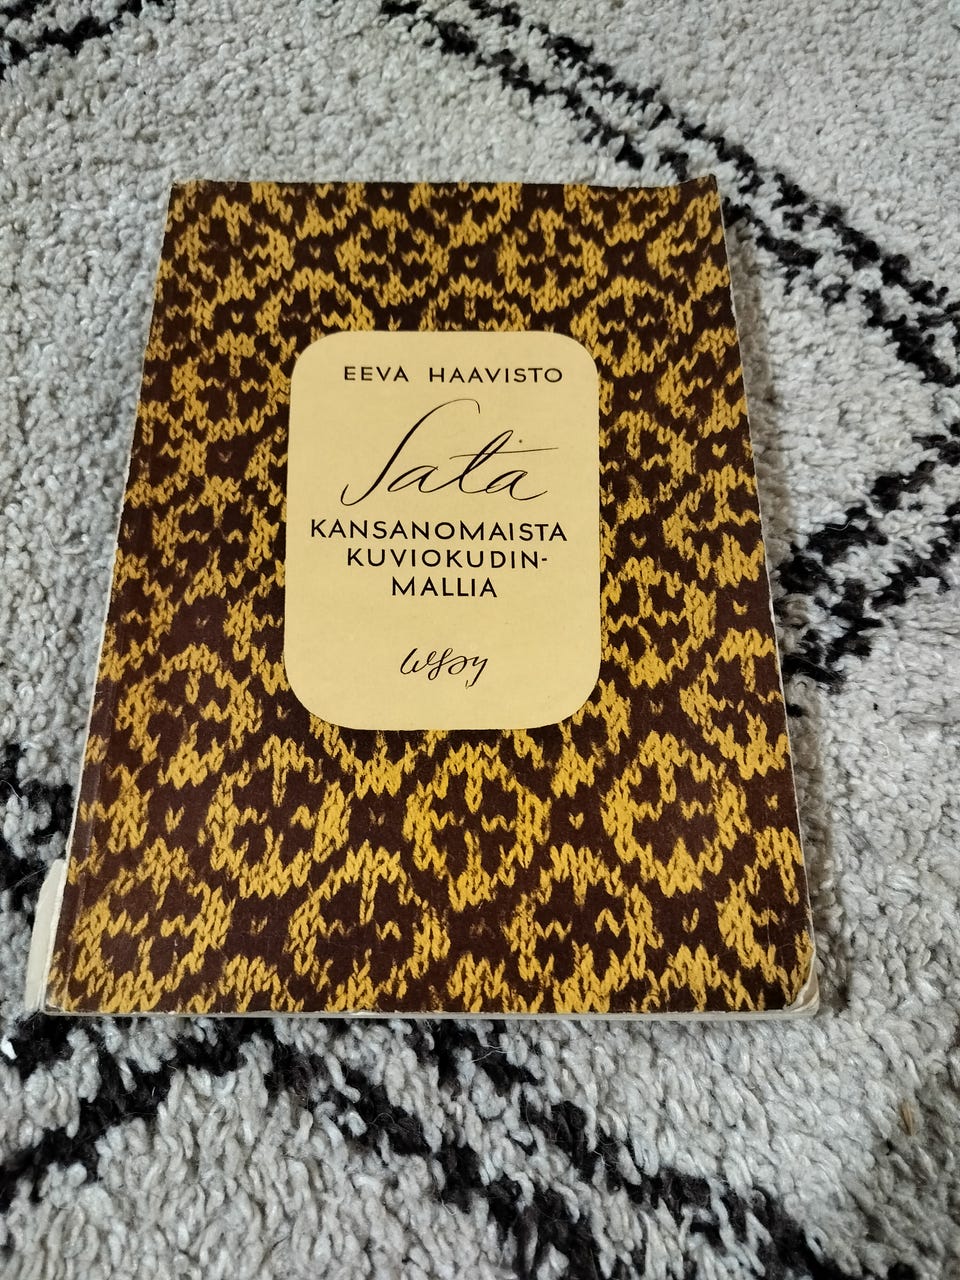 EEVA HAAVISTO
Sata
KANSANOMAISTA
KUVIOKUDIN-
MALLIA
wsoy